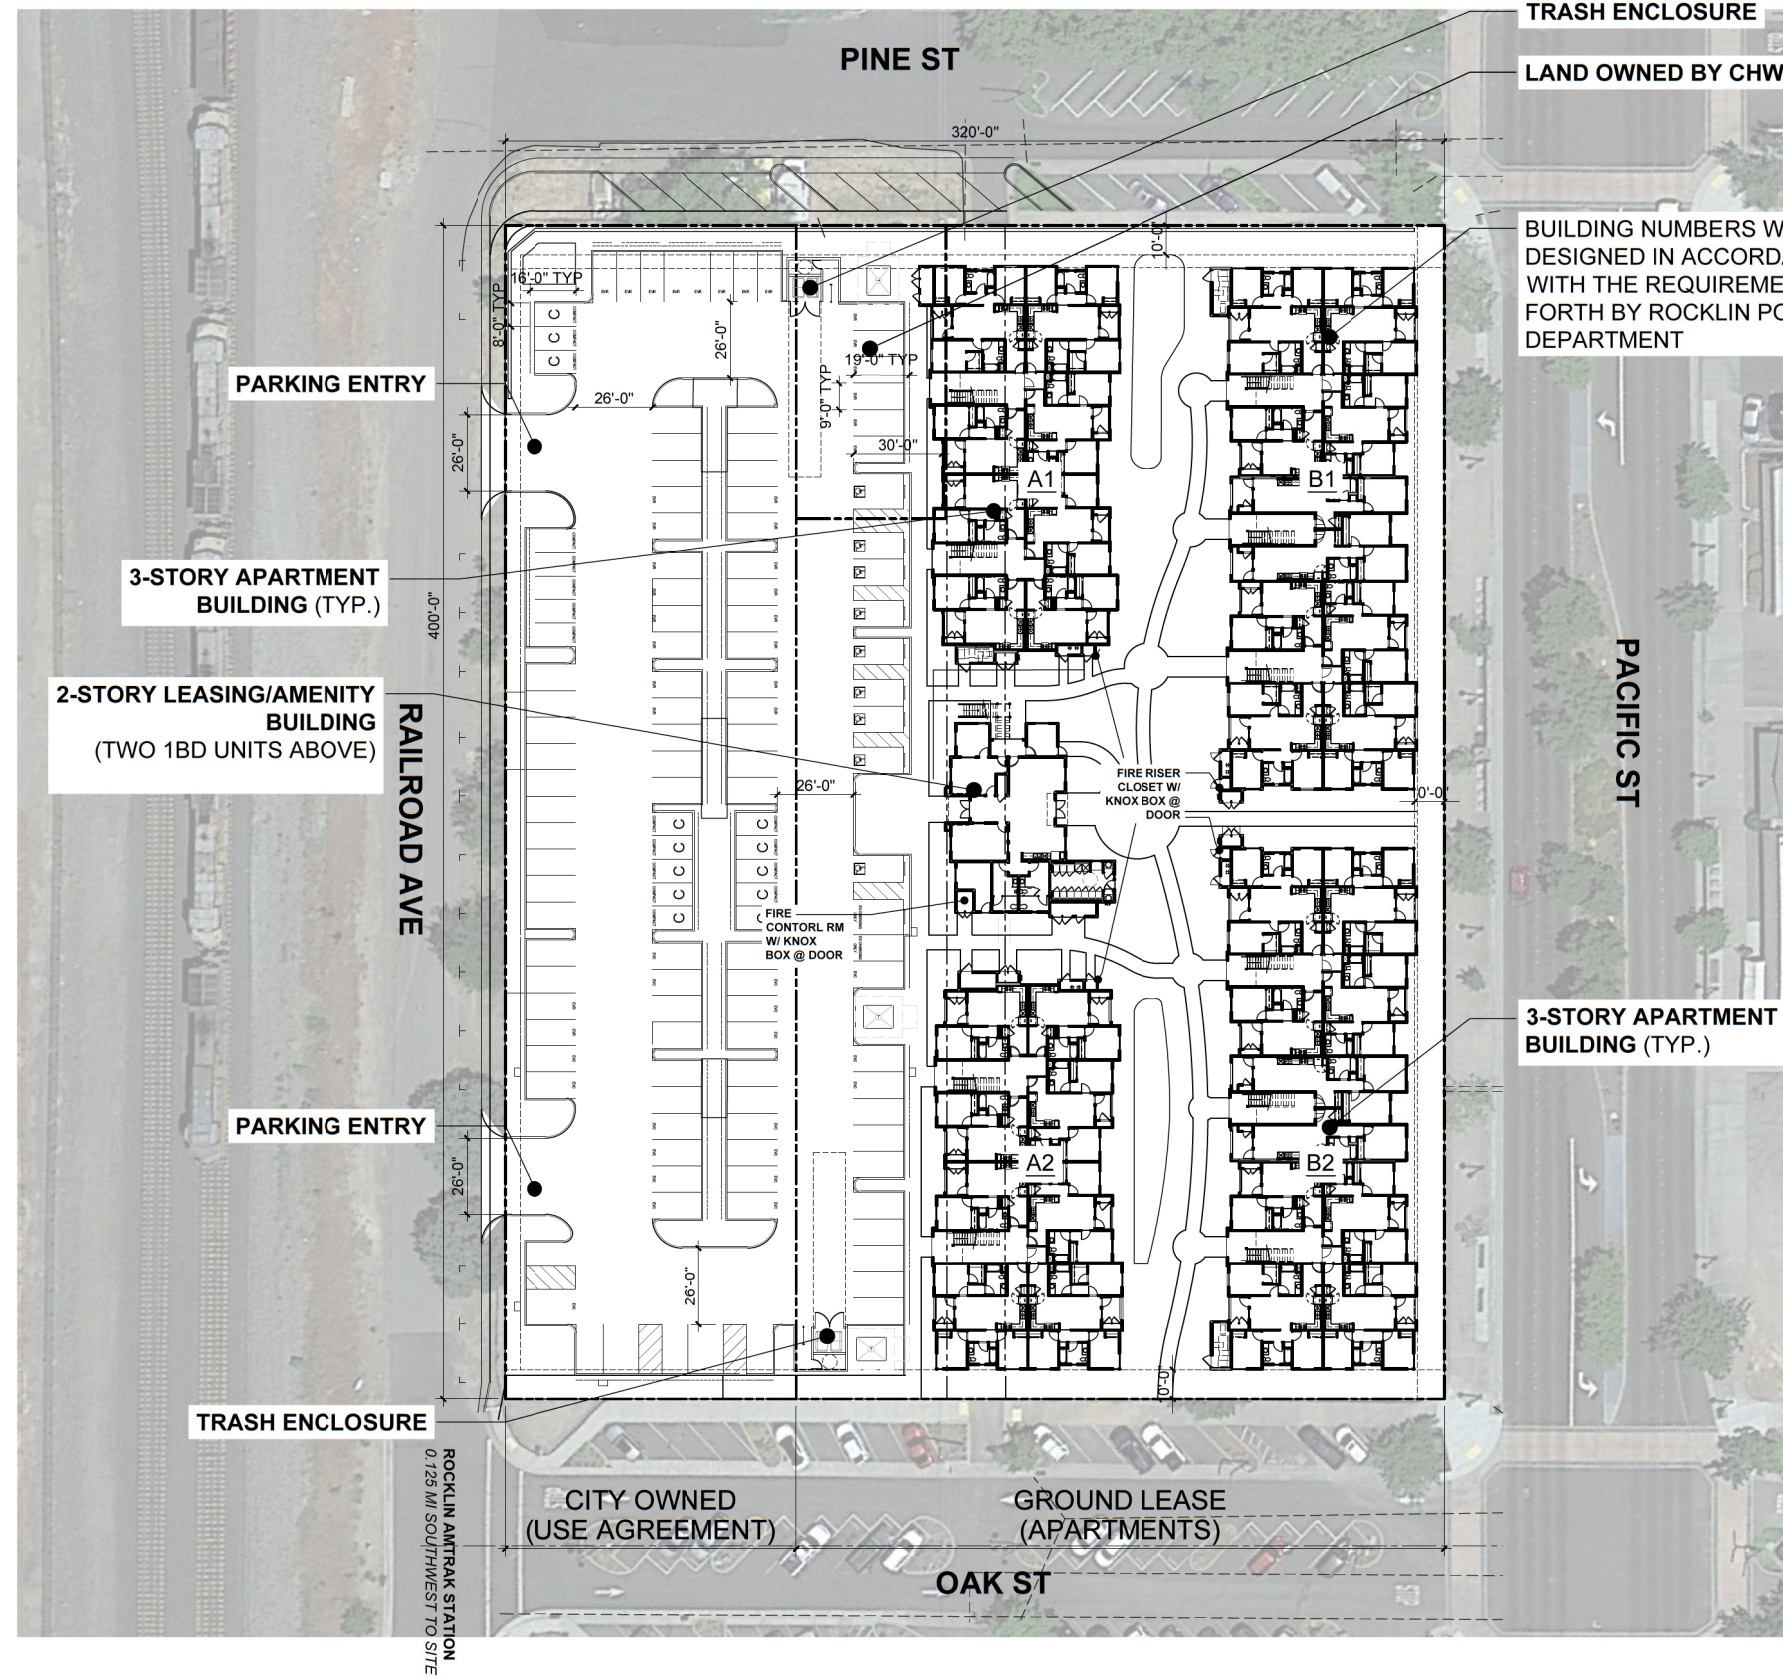 TRASH ENCLOSURE
PINE ST
LAND OWNED BY CHW
320'-0"
BUILDING NUMBERS W
DESIGNED IN ACCORDA
WITH THE REQUIREME
FORTH BY ROCKLIN PO
DEPARTMENT
10'-0"
16'-0" TYP
8'-0" TYP
C
C
C
26'-0"
19'-0" TYP
9'-0" TYP
PARKING ENTRY
26'-0"
26'-0"
30'-0"
A1
B1
3-STORY APARTMENT
BUILDING (TYP.)
400'-0"
PACIFIC ST
2-STORY LEASING/AMENITY
BUILDING
(TWO 1BD UNITS ABOVE)
RAILROAD AVE
26'-0"
FIRE RISER
CLOSET W/
KNOX BOX @
DOOR
0'-0"
C C
C C
C C
C C
C C
FIRE
CONTORL RM
W/ KNOX
BOX @ DOOR
3-STORY APARTMENT
BUILDING (TYP.)
PARKING ENTRY
26'-0"
A2
B2
26'-0"
0'-0"
TRASH ENCLOSURE
ROCKLIN AMTRAK STATION
0.125 MI SOUTHWEST TO SITE
CITY OWNED
(USE AGREEMENT)
GROUND LEASE
(APARTMENTS)
OAK ST